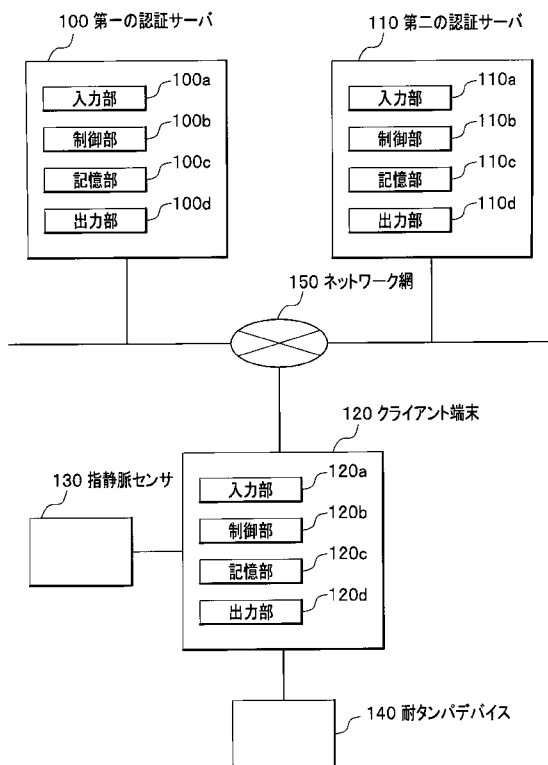 100 第一の認証サーバ
100a
入力部
100b
制御部
100c
記憶部
100d
出力部
110 第二の認証サーバ
110a
入力部
110b
制御部
110c
記憶部
110d
出力部
150 ネットワーク網
120 クライアント端末
120a
入力部
120b
制御部
120c
記憶部
120d
出力部
130 指静脈センサ
140 耐タンパデバイス